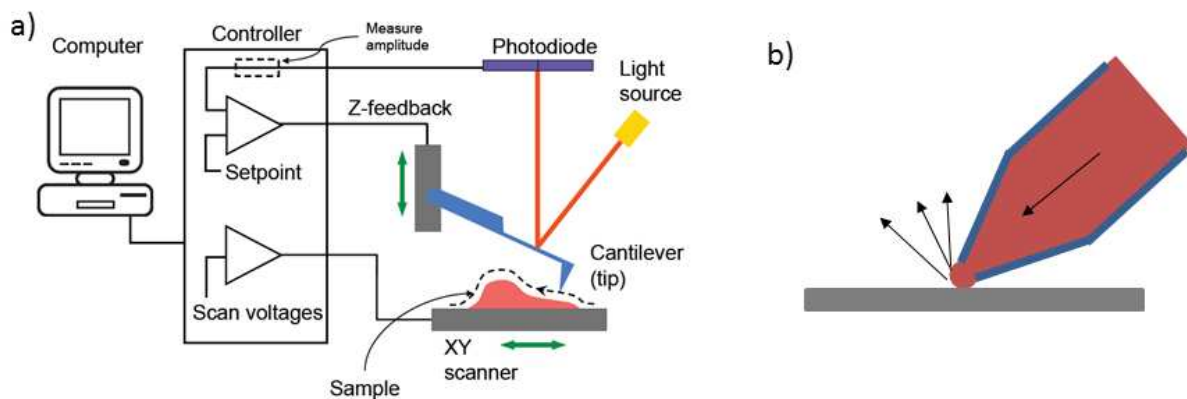 a)
Computer
Controller
Measure
amplitude
Photodiode
Light
source
Z-feedback
Setpoint
Cantilever
(tip)
Scan voltages
XY
scanner
Sample
b)